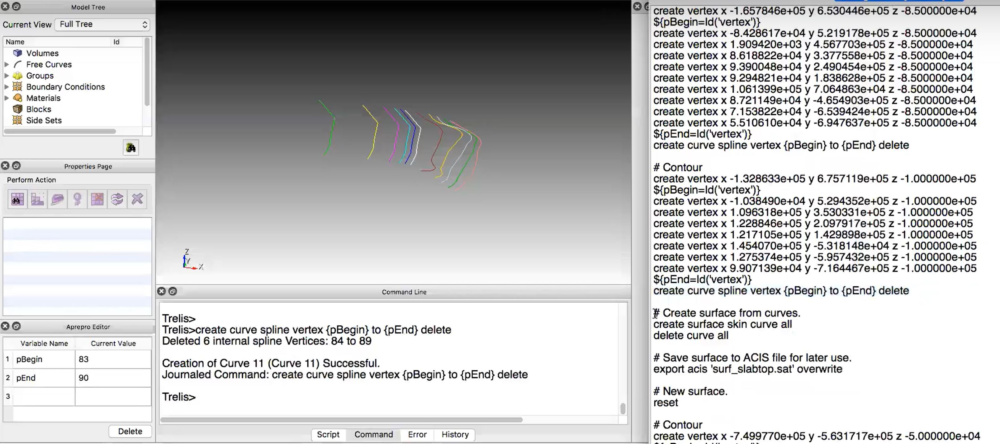 Model Tree
Current View Full Tree
Name Id
Volumes
Free Curves
Groups
Boundary Conditions
Materials
Blocks
Side Sets
Properties Page
Perform Action
Aprepro Editor
Variable Name Current Value
1 pBegin 83
2 pEnd 90
3
Delete
Z
Y
X
Command Line
Trelis>
Trelis>create curve spline vertex {pBegin} to {pEnd} delete
Deleted 6 internal spline Vertices: 84 to 89
Creation of Curve 11 (Curve 11) Successful.
Journaled Command: create curve spline vertex {pBegin} to {pEnd} delete
Trelis>
Script Command Error History
create vertex x -1.657846e+05 y 6.530446e+05 z -8.500000e+04
${pBegin=Id('vertex')}
create vertex x -8.428617e+04 y 5.219178e+05 z -8.500000e+04
create vertex x 1.909420e+03 y 4.567703e+05 z -8.500000e+04
create vertex x 8.618822e+04 y 3.377558e+05 z -8.500000e+04
create vertex x 9.390048e+04 y 2.490454e+05 z -8.500000e+04
create vertex x 9.294821e+04 y 1.838628e+05 z -8.500000e+04
create vertex x 1.061399e+05 y 7.064863e+04 z -8.500000e+04
create vertex x 8.721149e+04 y -4.654903e+05 z -8.500000e+04
create vertex x 7.153822e+04 y -6.539424e+05 z -8.500000e+04
create vertex x 5.510610e+04 y -6.947637e+05 z -8.500000e+04
${pEnd=Id('vertex')}
create curve spline vertex {pBegin} to {pEnd} delete
# Contour
create vertex x -1.328633e+05 y 6.757119e+05 z -1.000000e+05
${pBegin=Id('vertex')}
create vertex x -1.038490e+04 y 5.294352e+05 z -1.000000e+05
create vertex x 1.096318e+05 y 3.530331e+05 z -1.000000e+05
create vertex x 1.228846e+05 y 2.097917e+05 z -1.000000e+05
create vertex x 1.217105e+05 y 1.429898e+05 z -1.000000e+05
create vertex x 1.454070e+05 y -5.318148e+04 z -1.000000e+05
create vertex x 1.275374e+05 y -5.957432e+05 z -1.000000e+05
create vertex x 9.907139e+04 y -7.164467e+05 z -1.000000e+05
${pEnd=Id('vertex')}
create curve spline vertex {pBegin} to {pEnd} delete
# Create surface from curves.
create surface skin curve all
delete curve all
# Save surface to ACIS file for later use.
export acis 'surf_slabtop.sat' overwrite
# New surface.
reset
# Contour
create vertex x -7.499770e+05 y -5.631717e+05 z -5.000000e+04